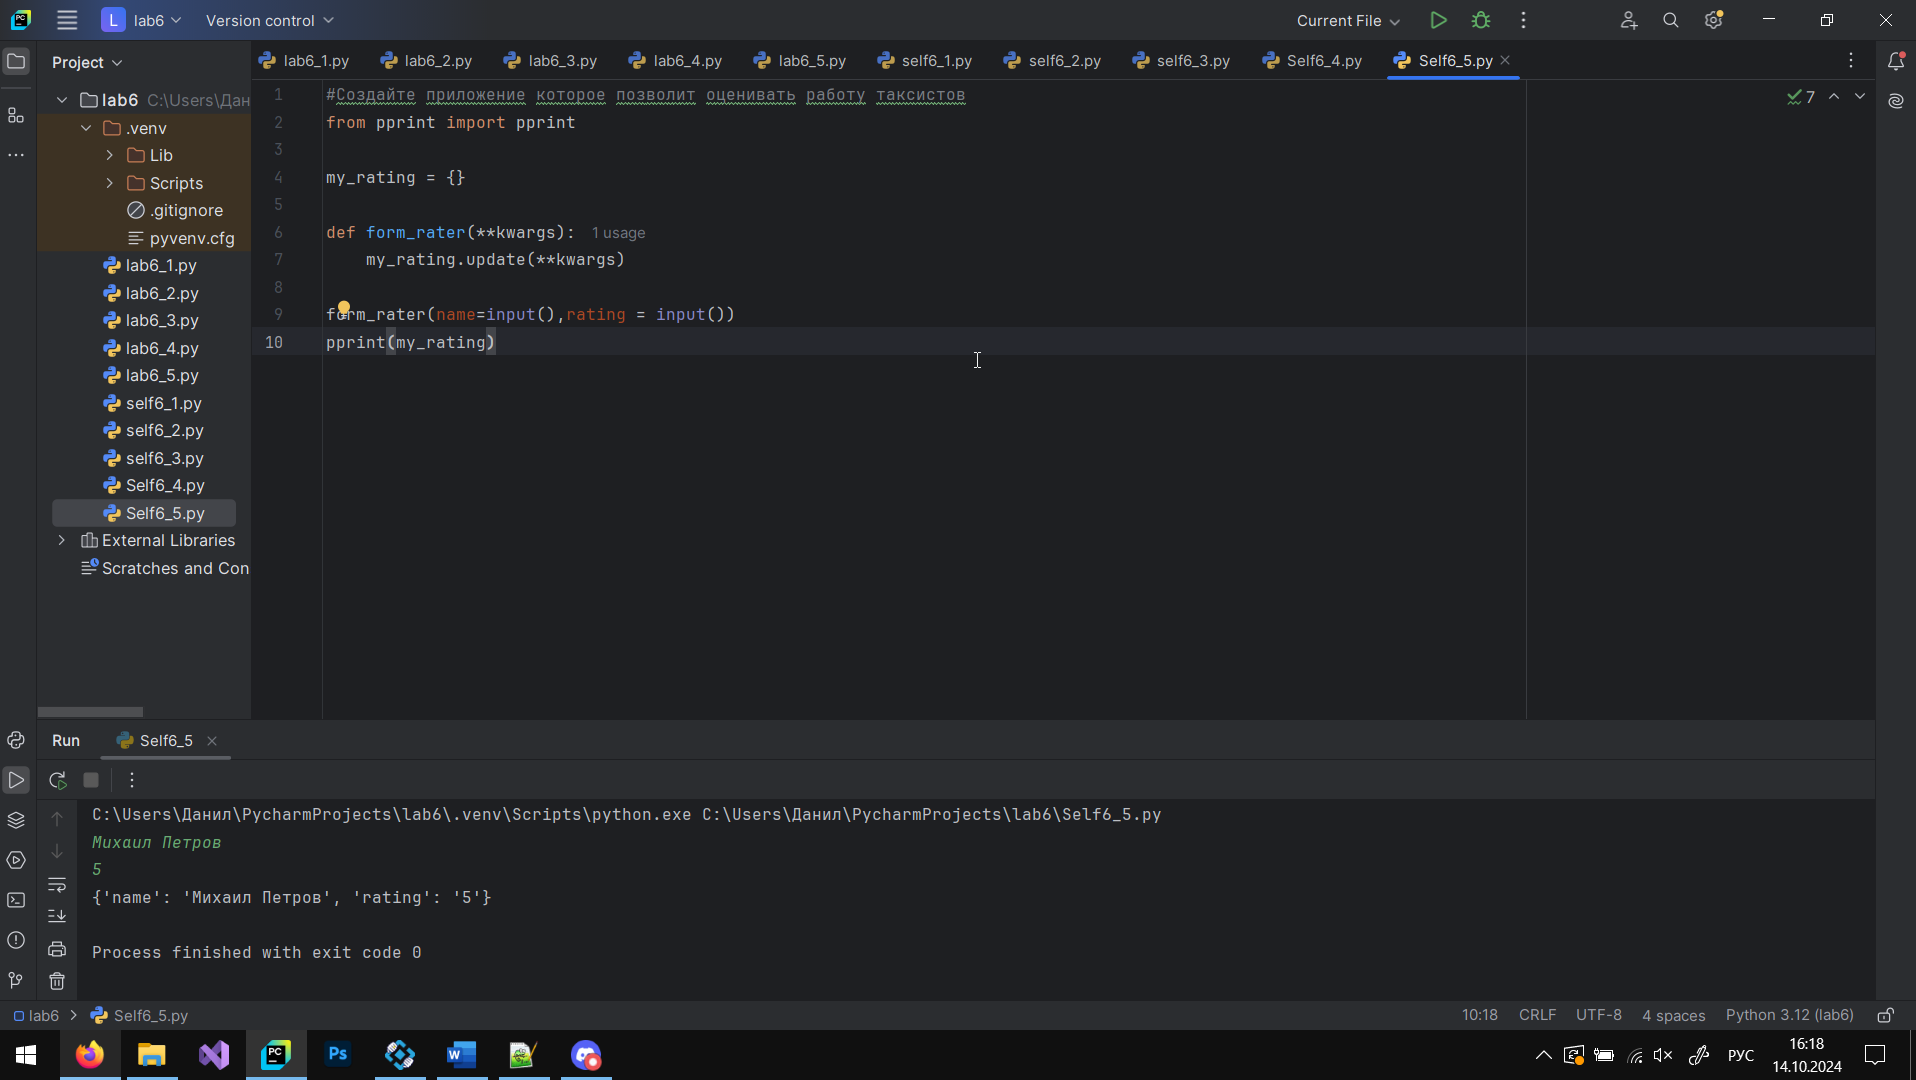 L lab6 Version control Current File
Project
lab6_1.py lab6_2.py lab6_3.py lab6_4.py lab6_5.py self6_1.py self6_2.py self6_3.py Self6_4.py Self6_5.py
lab6 C:\Users\Дан
.venv
Lib
Scripts
.gitignore
pyvenv.cfg
lab6_1.py
lab6_2.py
lab6_3.py
lab6_4.py
lab6_5.py
self6_1.py
self6_2.py
self6_3.py
Self6_4.py
Self6_5.py
External Libraries
Scratches and Con
1 #Создайте приложение которое позволит оценивать работу таксистов
7
2 from pprint import pprint
3
4 my_rating = {}
5
6 def form_rater(**kwargs): 1 usage
7 my_rating.update(**kwargs)
8
9 form_rater(name=input(),rating = input())
10 pprint(my_rating)
Run Self6_5
C:\Users\Данил\PycharmProjects\lab6\.venv\Scripts\python.exe C:\Users\Данил\PycharmProjects\lab6\Self6_5.py
Михаил Петров
5
{'name': 'Михаил Петров', 'rating': '5'}
Process finished with exit code 0
lab6 > Self6_5.py 10:18 CRLF UTF-8 4 spaces Python 3.12 (lab6)
PC Ps W РУС 16:18
14.10.2024